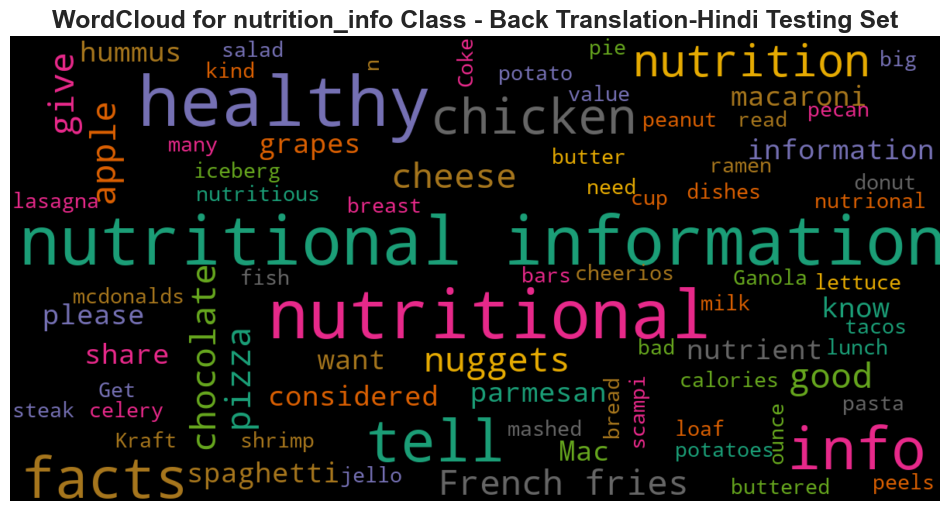 WordCloud for nutrition_info Class - Back Translation-Hindi Testing Set
hummus
salad
kind
n
Coke
potato
pie
nutrition
big
give
healthy
chicken
value
macaroni
pecan
apple
many
grapes
peanut
read
iceberg
butter
information
cheese
ramen
nutritious
need
donut
lasagna
breast
cup
dishes
nutrional
nutritional information
fish
bars
cheerios
Ganola
lettuce
mcdonalds
chocolate
nutritional
milk
know
please
tacos
share
pizza
want
nuggets
bad
nutrient
lunch
Get
considered
parmesan
calories
good
steak
celery
bread
scampi
pasta
Kraft
shrimp
tell
mashed
Mac
loaf
potatoes
ounce
info
facts
spaghetti
jello
French fries
buttered
peels